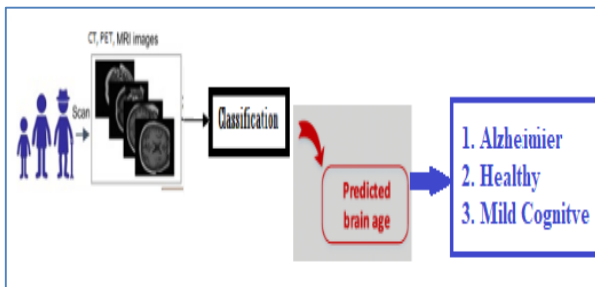 CT, PET, MRI images
Scan
Classification
Predicted
brain age
1. Alzheimier
2. Healthy
3. Mild Cognitve